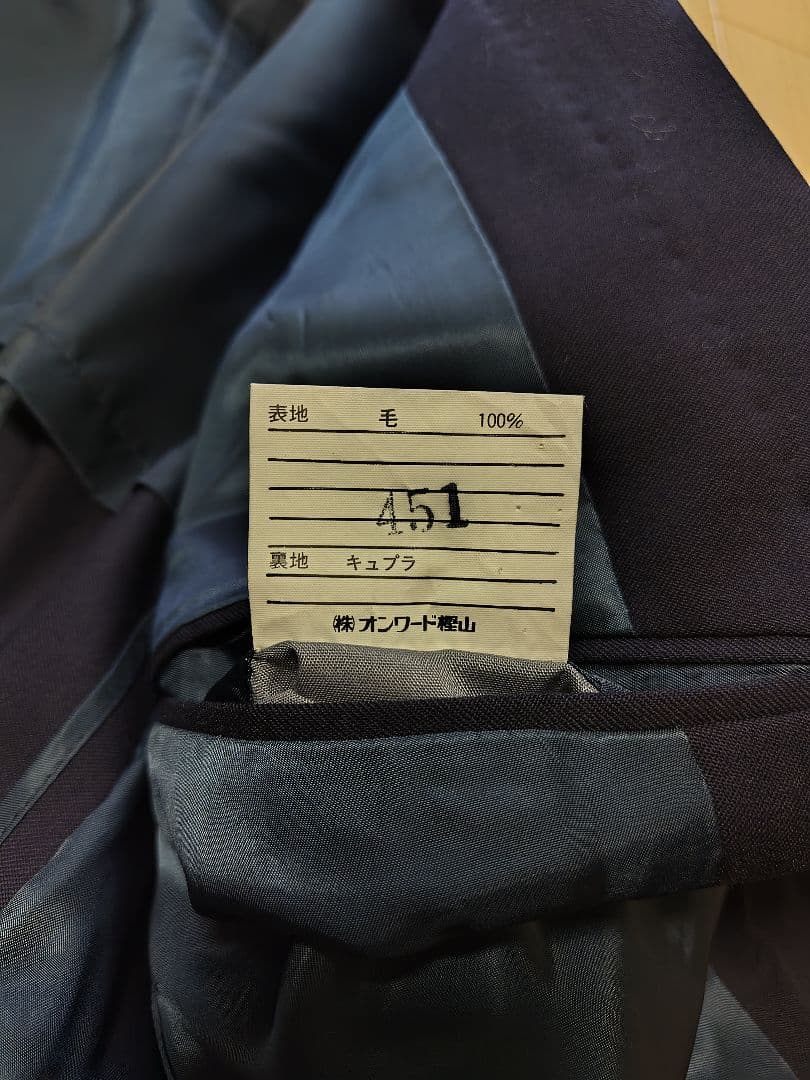 表地 毛 100%
451
裏地 キュプラ
㈱オンワード樫山